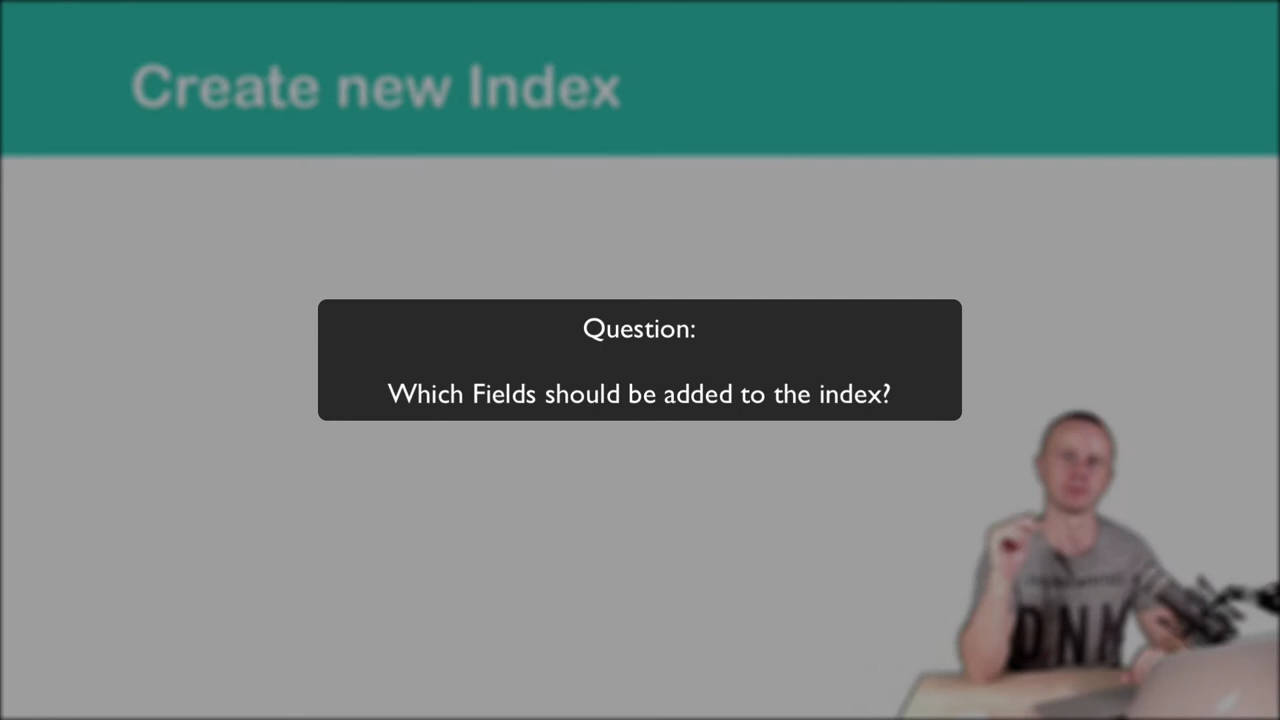 Create new Index
Question:
Which Fields should be added to the index?